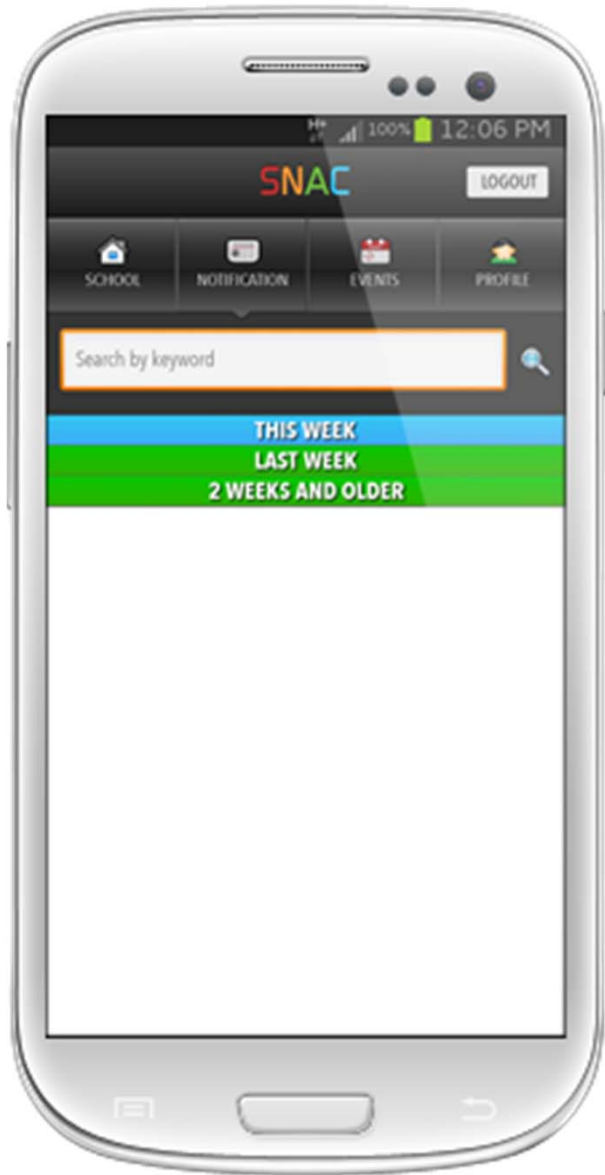 H+ 100% 12:06 PM
SNAC LOGOUT
SCHOOL NOTIFICATION EVENTS PROFILE
Search by keyword
THIS WEEK
LAST WEEK
2 WEEKS AND OLDER